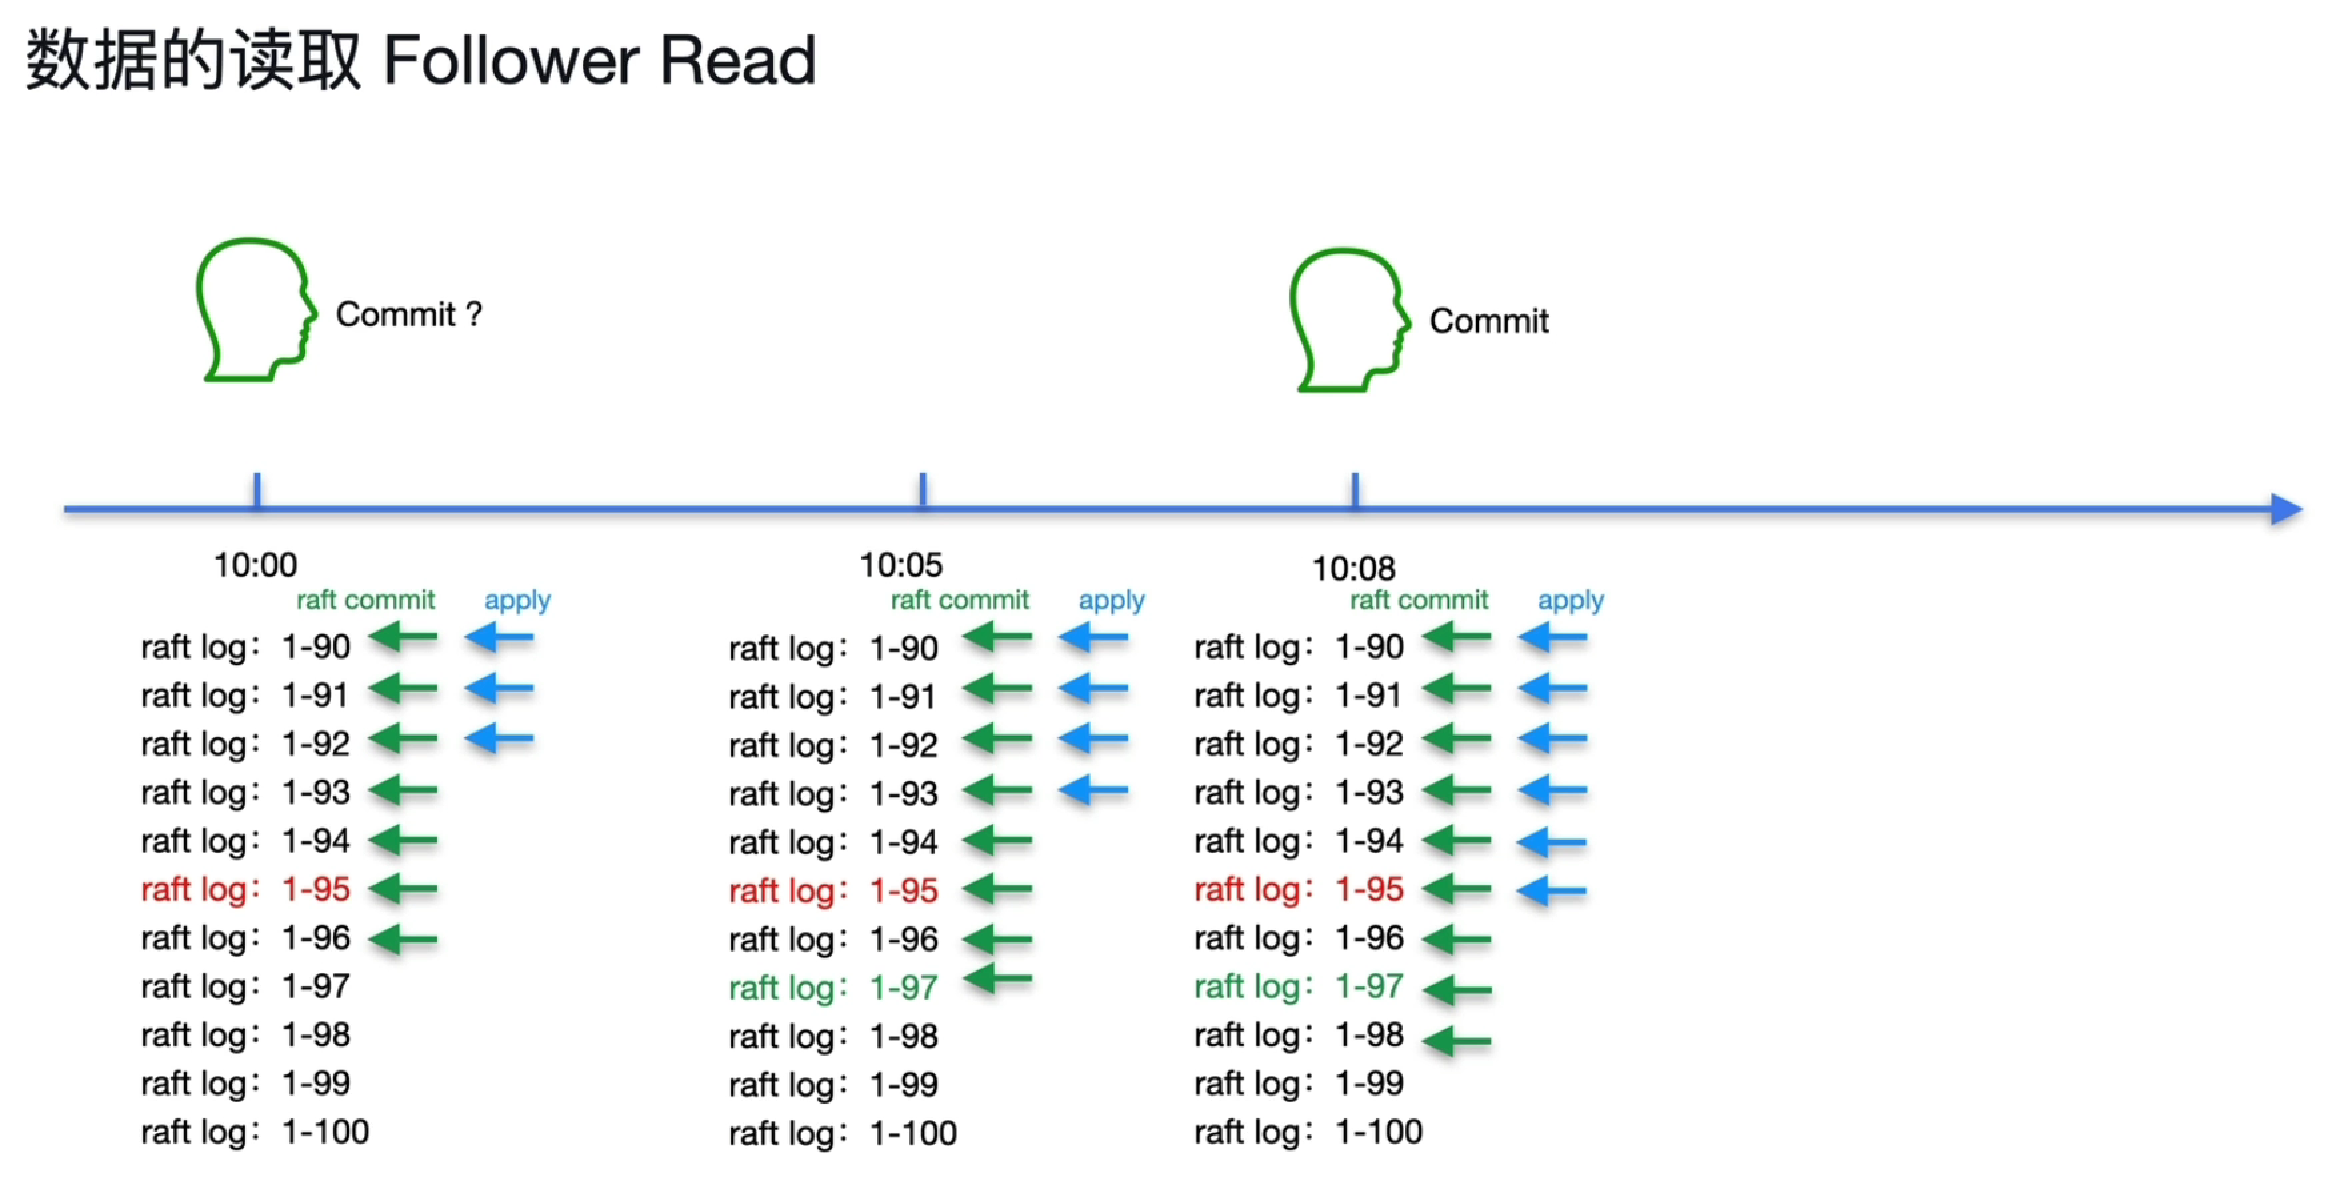 数据的读取 Follower Read
Commit ?
Commit
10:00
raft commit apply
raft log： 1-90
raft log： 1-91
raft log： 1-92
raft log： 1-93
raft log： 1-94
raft log： 1-95
raft log： 1-96
raft log： 1-97
raft log： 1-98
raft log： 1-99
raft log： 1-100
10:05
raft commit apply
raft log： 1-90
raft log： 1-91
raft log： 1-92
raft log： 1-93
raft log： 1-94
raft log： 1-95
raft log： 1-96
raft log： 1-97
raft log： 1-98
raft log： 1-99
raft log： 1-100
10:08
raft commit apply
raft log： 1-90
raft log： 1-91
raft log： 1-92
raft log： 1-93
raft log： 1-94
raft log： 1-95
raft log： 1-96
raft log： 1-97
raft log： 1-98
raft log： 1-99
raft log： 1-100